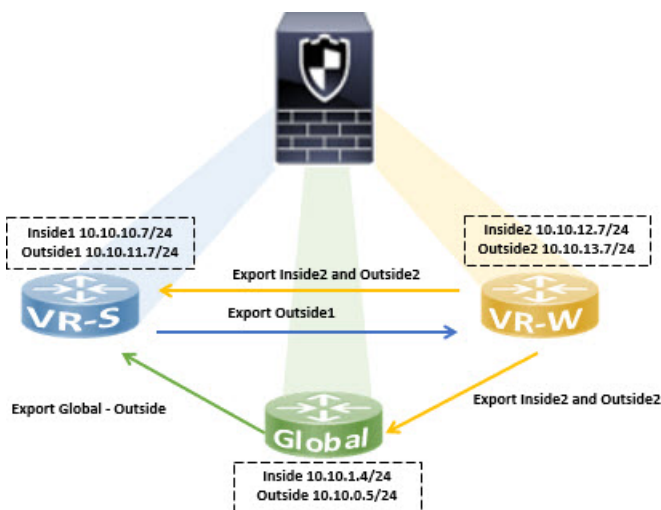 Inside1 10.10.10.7/24
Outside1 10.10.11.7/24
Inside2 10.10.12.7/24
Outside2 10.10.13.7/24
Export Inside2 and Outside2
VR-S
Export Outside1
VR-W
Export Global - Outside
Export Inside2 and Outside2
Global
Inside 10.10.1.4/24
Outside 10.10.0.5/24